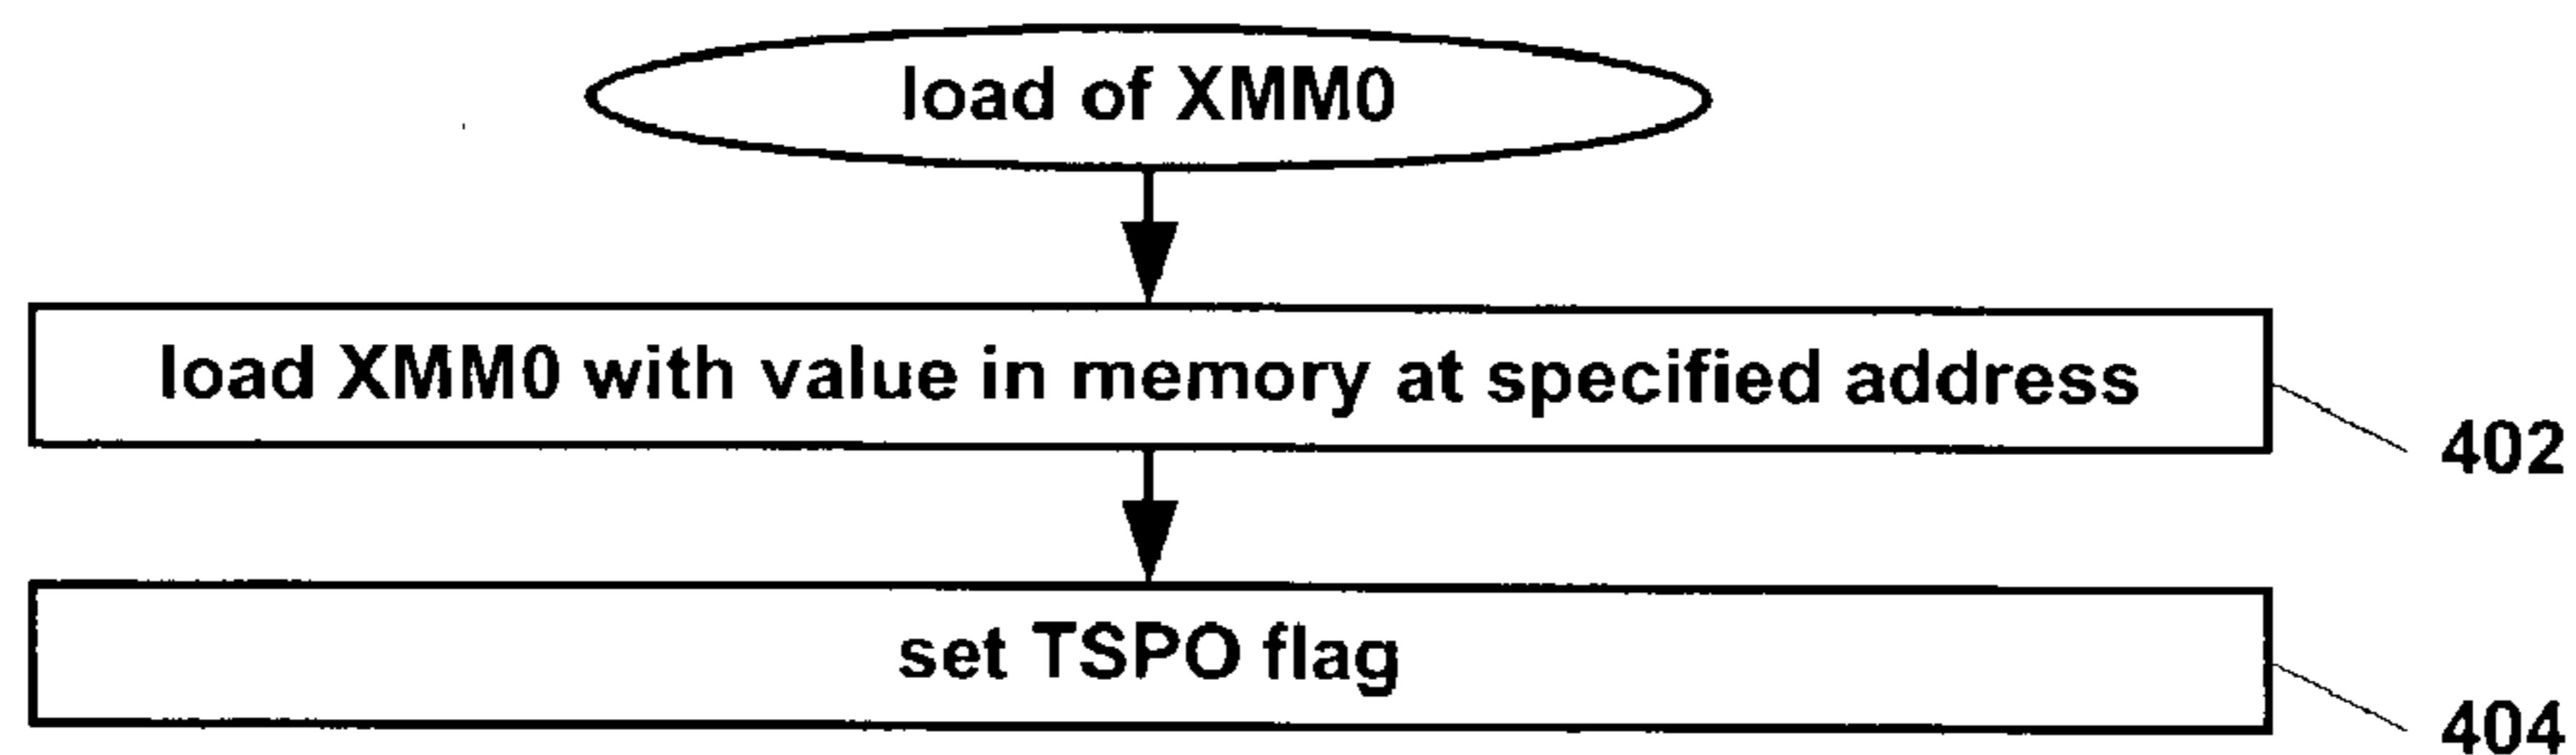 load of XMM0
load XMM0 with value in memory at specified address
402
set TSPO flag
404